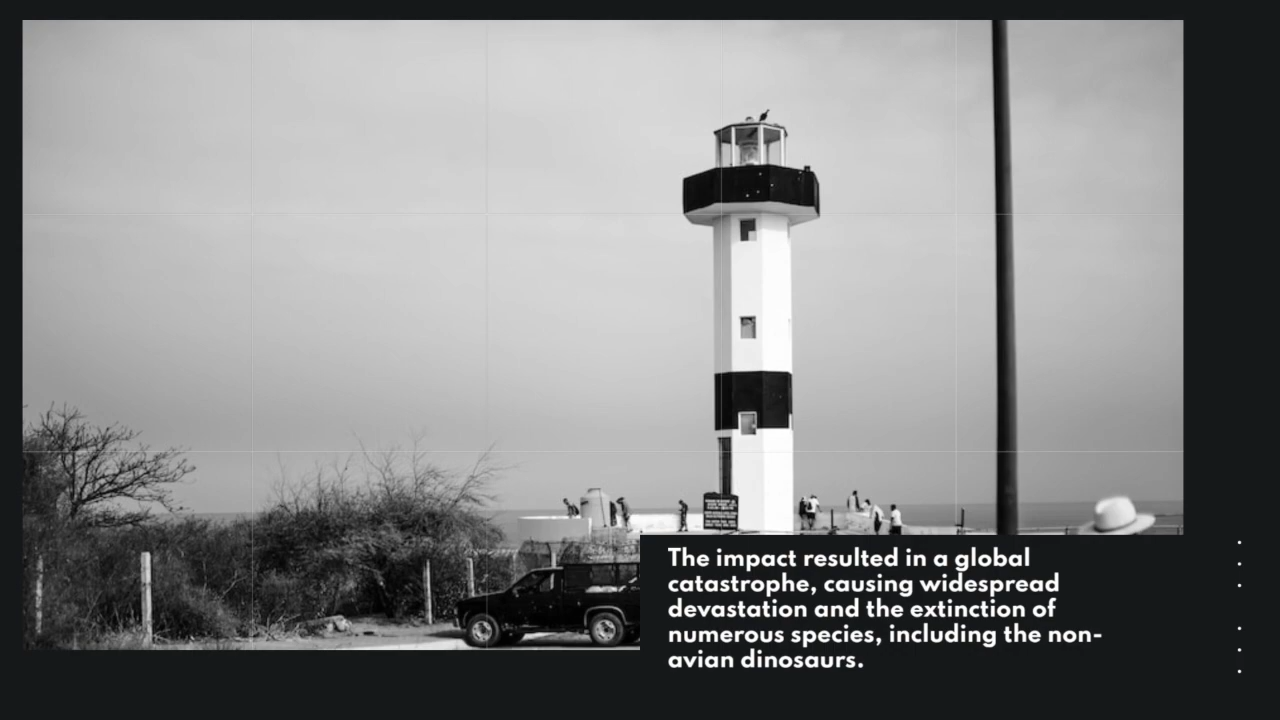 The impact resulted in a global
catastrophe, causing widespread
devastation and the extinction of
numerous species, including the non-
avian dinosaurs.